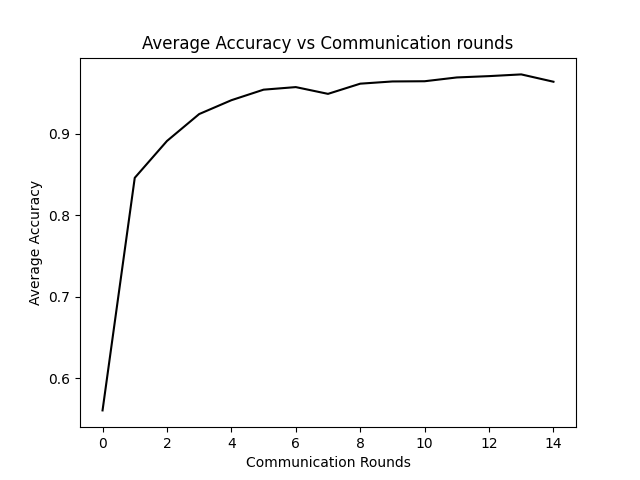 Average Accuracy vs Communication rounds
Average Accuracy
0.9
0.8
0.7
0.6
0 2 4 6 8 10 12 14
Communication Rounds